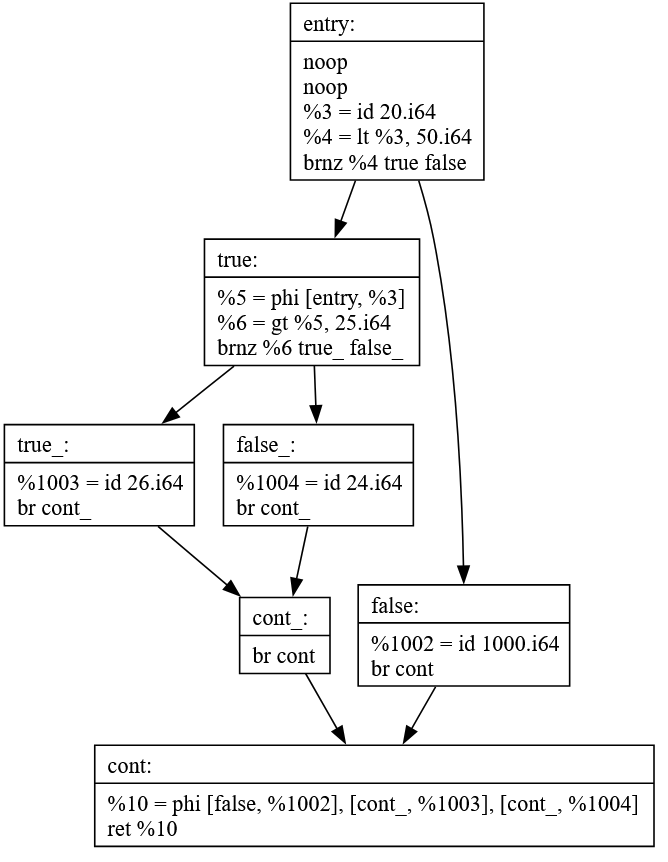 entry:
noop
noop
%3 = id 20.i64
%4 = lt %3, 50.i64
brnz %4 true false
true:
%5 = phi [entry, %3]
%6 = gt %5, 25.i64
brnz %6 true_ false_
true_:
%1003 = id 26.i64
br cont_
false_:
%1004 = id 24.i64
br cont_
cont_:
br cont
false:
%1002 = id 1000.i64
br cont
cont:
%10 = phi [false, %1002], [cont_, %1003], [cont_, %1004]
ret %10